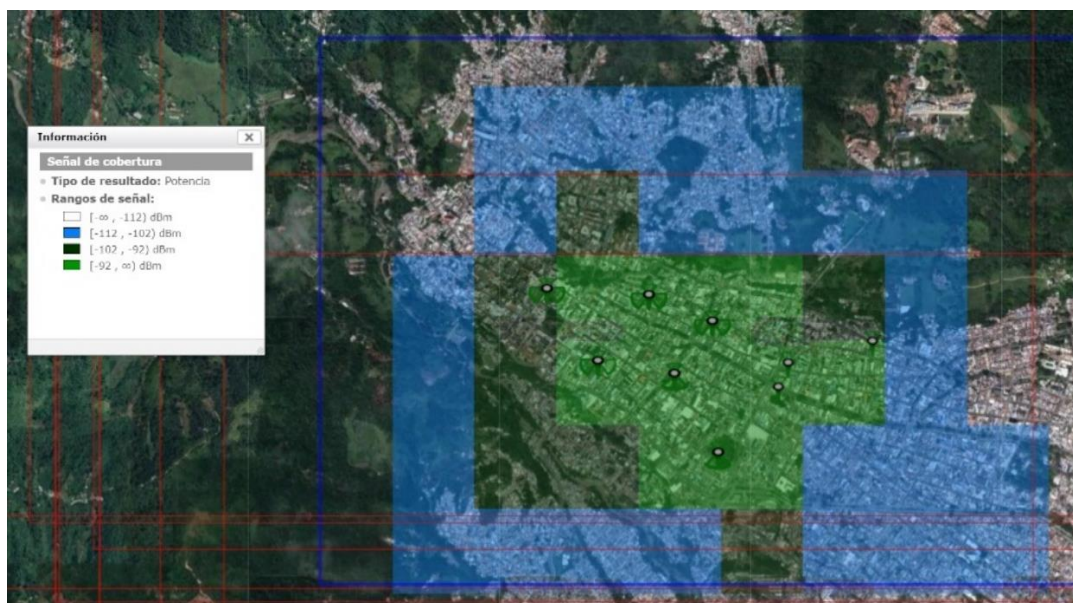 Información
Señal de cobertura
Tipo de resultado: Potencia
Rangos de señal:
[-∞ , -112) dBm
[-112 , -102) dBm
[-102 , -92) dBm
[-92 , ∞) dBm